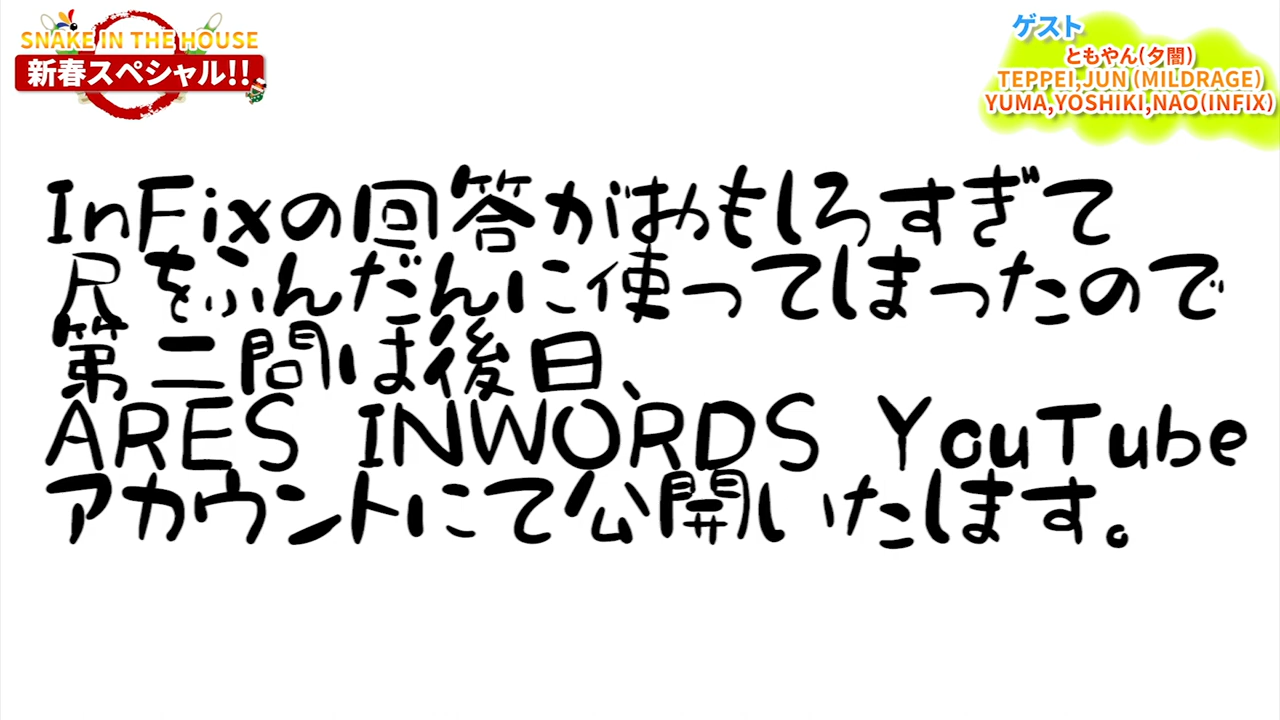 SNAKE IN THE HOUSE
新春スペシャル!!
ゲスト
ともやん(夕闇)
TEPPEI,JUN (MILDRAGE)
YUMA,YOSHIKI,NAO(INFIX)
InFixの回答がおもしろすぎて
尺をふんだんに使ってしまったので
第二問は後日、
ARES INWORDS YouTube
アカウントにて公開いたします。